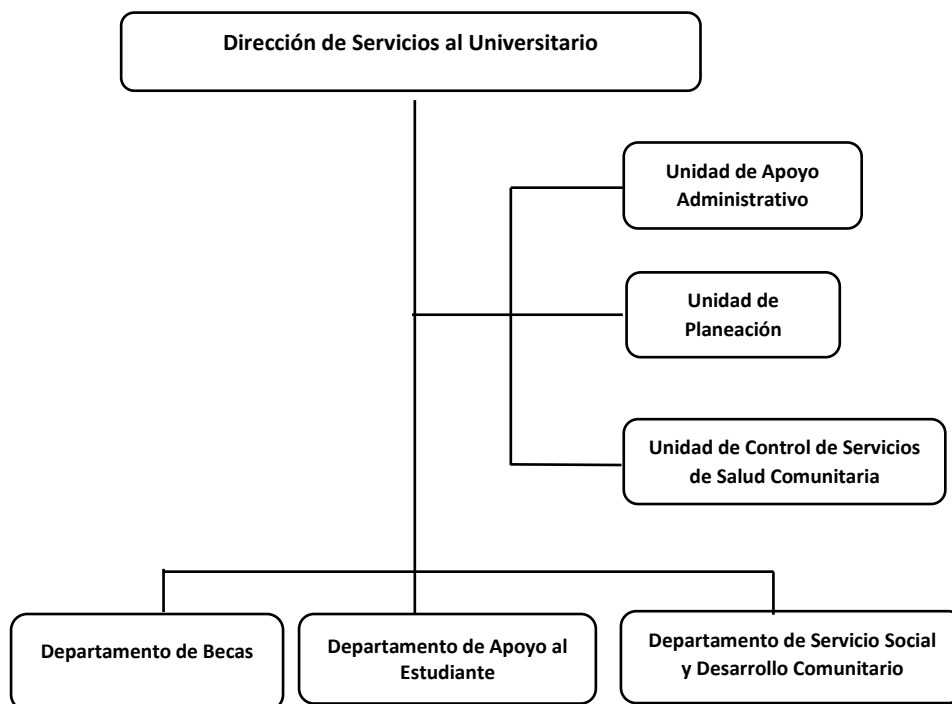 Dirección de Servicios al Universitario
Unidad de Apoyo
Administrativo
Unidad de
Planeación
Unidad de Control de Servicios
de Salud Comunitaria
Departamento de Becas
Departamento de Apoyo al
Estudiante
Departamento de Servicio Social
y Desarrollo Comunitario